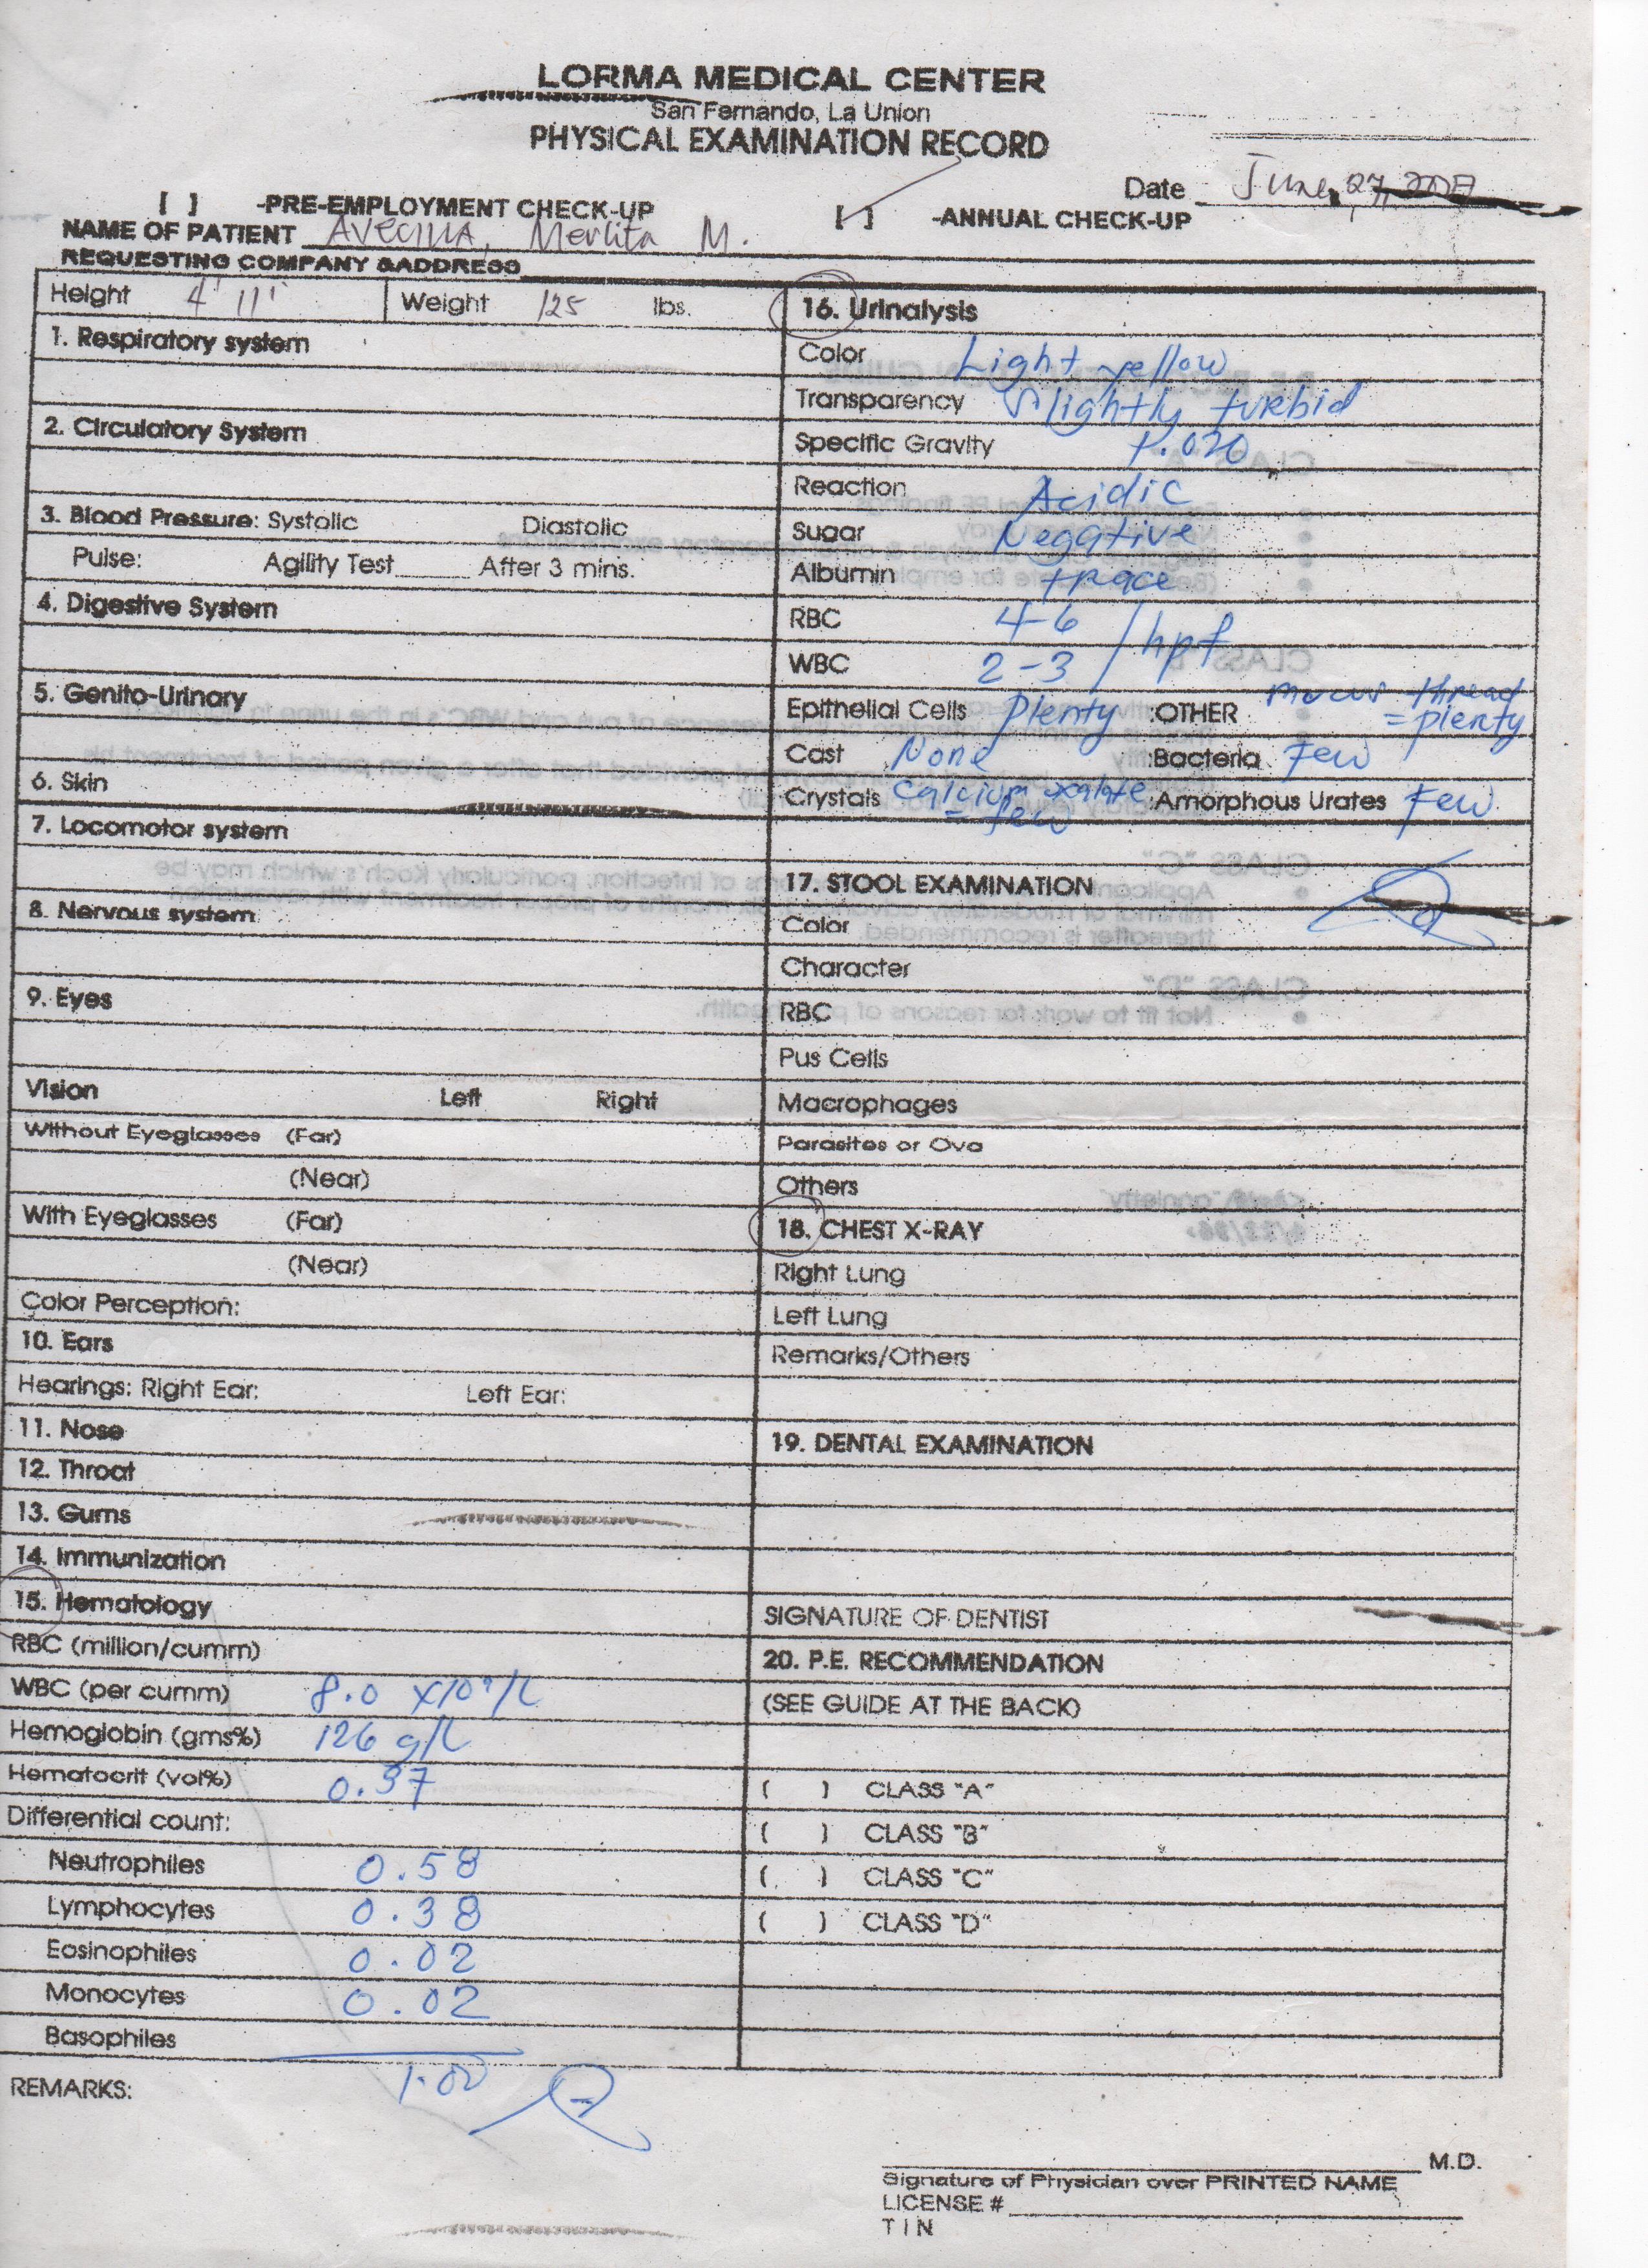 LORMA MEDICAL CENTER
San Fernando, La Union
PHYSICAL EXAMINATION RECORD
Date June 27,
[ ] -PRE-EMPLOYMENT CHECK-UP [ ] -ANNUAL CHECK-UP
NAME OF PATIENT Avecilla, Merlita M.
REQUESTING COMPANY &ADDRESS
Height 4' 11" Weight 125 lbs.
1. Respiratory system
2. Circulatory System
3. Blood Pressure: Systolic Diastolic
Pulse: Agility Test After 3 mins.
4. Digestive System
5. Genito-Urinary
6. Skin
7. Locomotor system
8. Nervous system
9. Eyes
Vision Left Right
Without Eyeglasses (Far)
(Near)
With Eyeglasses (Far)
(Near)
Color Perception:
10. Ears
Hearings: Right Ear: Left Ear:
11. Nose
12. Throat
13. Gums
14. Immunization
15. Hematology
RBC (million/cumm)
WBC (per cumm) 8.0 x10⁹/L
Hemoglobin (gms%) 126 g/L
Hematocrit (vol%) 0.37
Differential count:
Neutrophiles 0.58
Lymphocytes 0.38
Eosinophiles 0.02
Monocytes 0.02
Basophiles
1.00
REMARKS:
16. Urinalysis
Color Light yellow
Transparency Slightly turbid
Specific Gravity 1.020
Reaction Acidic
Sugar Negative
Albumin trace
RBC 4-6 /hpf
WBC 2-3
Epithelial Cells Plenty :OTHER mucus thread = plenty
Cast None :Bacteria Few
Crystals Calcium oxalate = few :Amorphous Urates Few
17. STOOL EXAMINATION
Color
Character
RBC
Pus Cells
Macrophages
Parasites or Ova
Others
18. CHEST X-RAY
Right Lung
Left Lung
Remarks/Others
19. DENTAL EXAMINATION
SIGNATURE OF DENTIST
20. P.E. RECOMMENDATION
(SEE GUIDE AT THE BACK)
( ) CLASS "A"
( ) CLASS "B"
( ) CLASS "C"
( ) CLASS "D"
M.D.
Signature of Physician over PRINTED NAME
LICENSE #
T I N